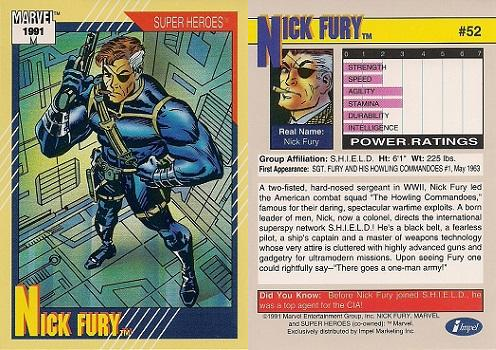 MARVEL™
1991
M
SUPER HEROES™
NICK FURY™
NICK FURY™
#52
0 1 2 3 4 5 6 7
STRENGTH
SPEED
AGILITY
STAMINA
DURABILITY
INTELLIGENCE
Real Name:
Nick Fury
POWER RATINGS
Group Affiliation: S.H.I.E.L.D. Ht: 6'1" Wt: 225 lbs.
First Appearance: SGT. FURY AND HIS HOWLING COMMANDOES #1, May 1963
A two-fisted, hard-nosed sergeant in WWII, Nick Fury led
the American combat squad "The Howling Commandoes,"
famous for their daring, spectacular wartime exploits. A born
leader of men, Nick, now a colonel, directs the international
superspy network S.H.I.E.L.D.! He's a black belt, a fearless
pilot, a ship's captain and a master of weapons technology
whose very attire is cluttered with highly advanced guns and
gadgetry for ultramodern missions. Upon seeing Fury one
could rightfully say–"There goes a one-man army!"
Did You Know: Before Nick Fury joined S.H.I.E.L.D., he
was a top agent for the CIA!
©1991 Marvel Entertainment Group, Inc. NICK FURY, MARVEL
and SUPER HEROES (co-owned): ™ Marvel.
Exclusively distributed by Impel Marketing Inc.
Impel